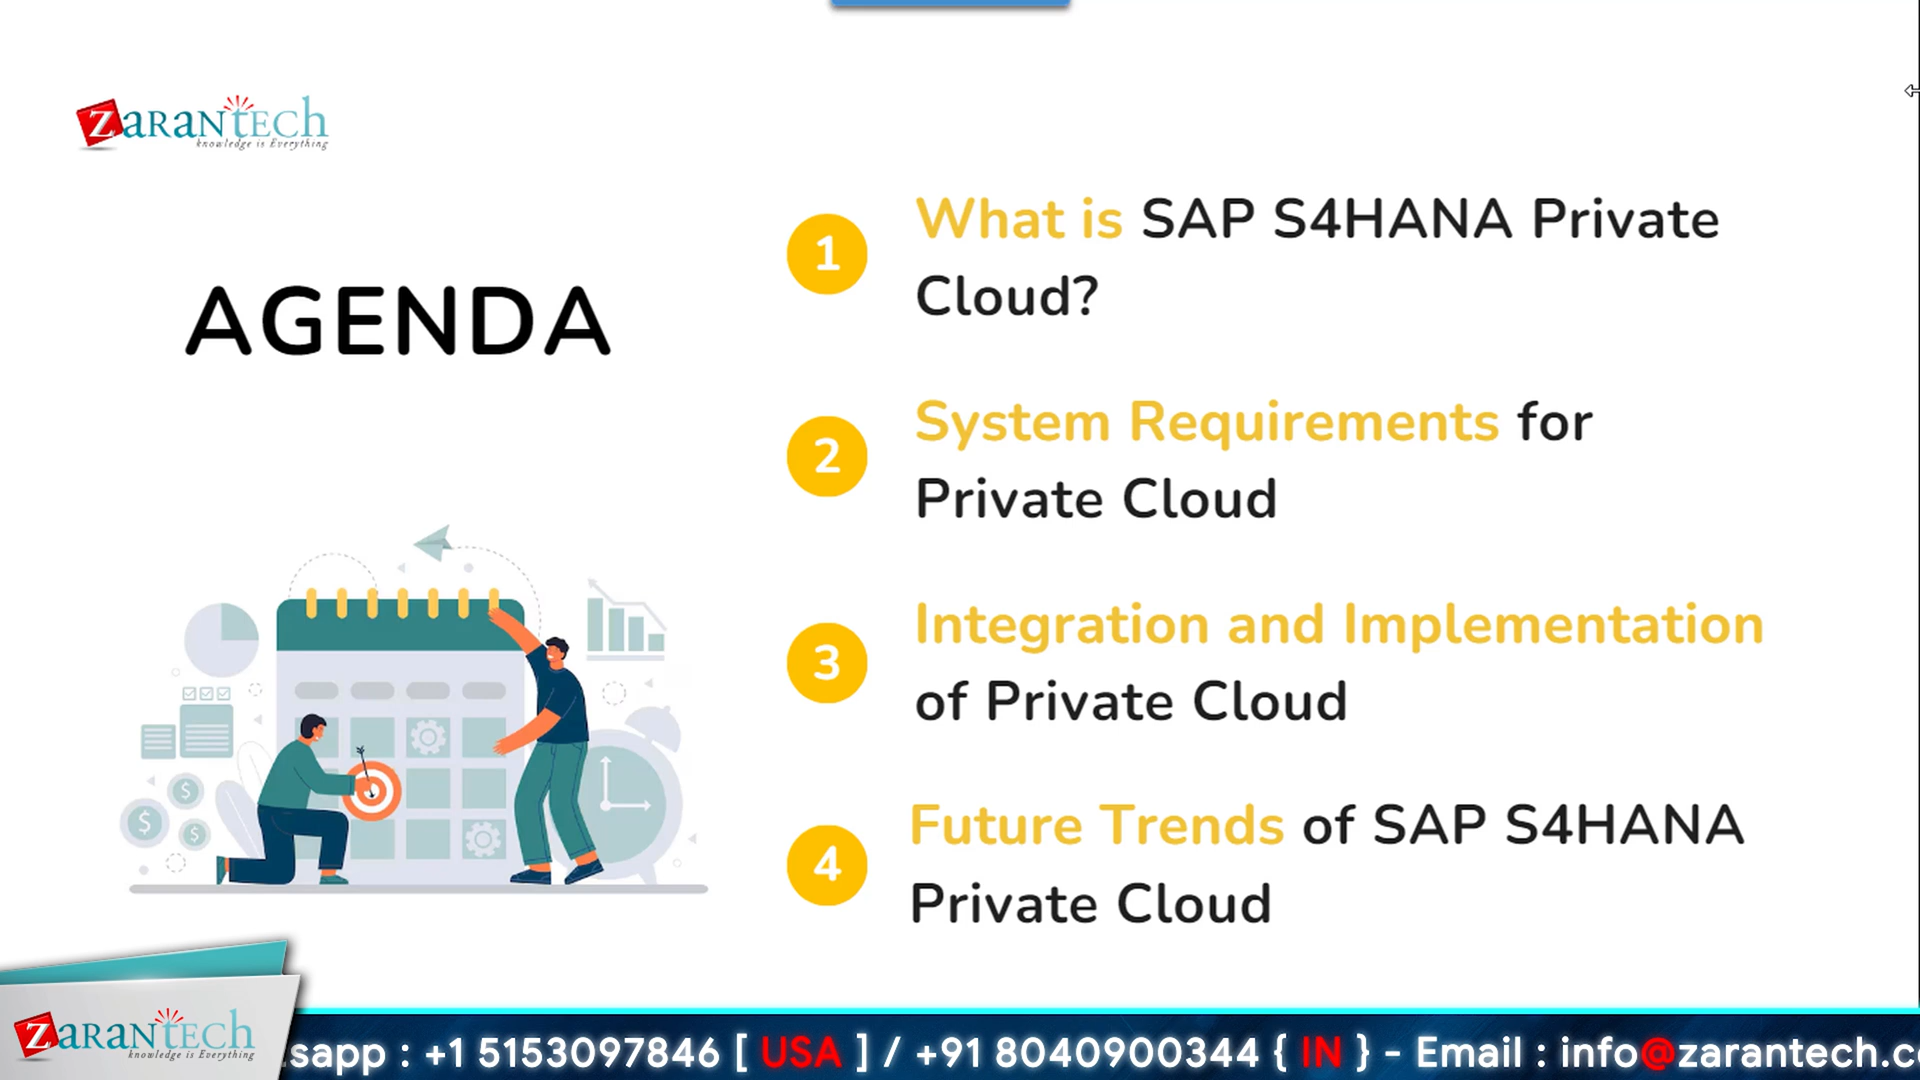 ZARANTECH
knowledge is Everything
AGENDA
1
What is SAP S4HANA Private
Cloud?
2
System Requirements for
Private Cloud
3
Integration and Implementation
of Private Cloud
4
Future Trends of SAP S4HANA
Private Cloud
$
$
$
ZARANTECH
knowledge is Everything
sapp : +1 5153097846 [ USA ] / +91 8040900344 { IN } - Email : info@zarantech.c